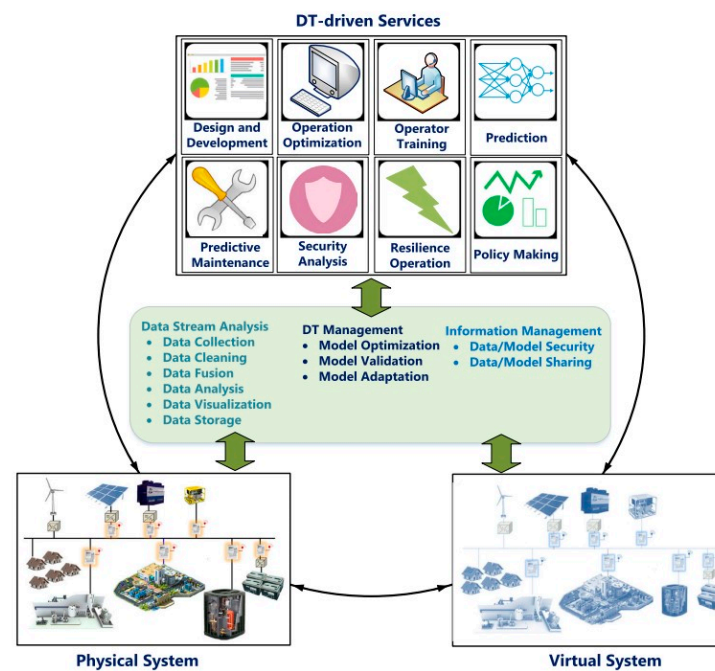 DT-driven Services
Design and
Development
Operation
Optimization
Operator
Training
Prediction
Predictive
Maintenance
Security
Analysis
Resilience
Operation
Policy Making
Data Stream Analysis
• Data Collection
• Data Cleaning
• Data Fusion
• Data Analysis
• Data Visualization
• Data Storage
DT Management
• Model Optimization
• Model Validation
• Model Adaptation
Information Management
• Data/Model Security
• Data/Model Sharing
Physical System
Virtual System